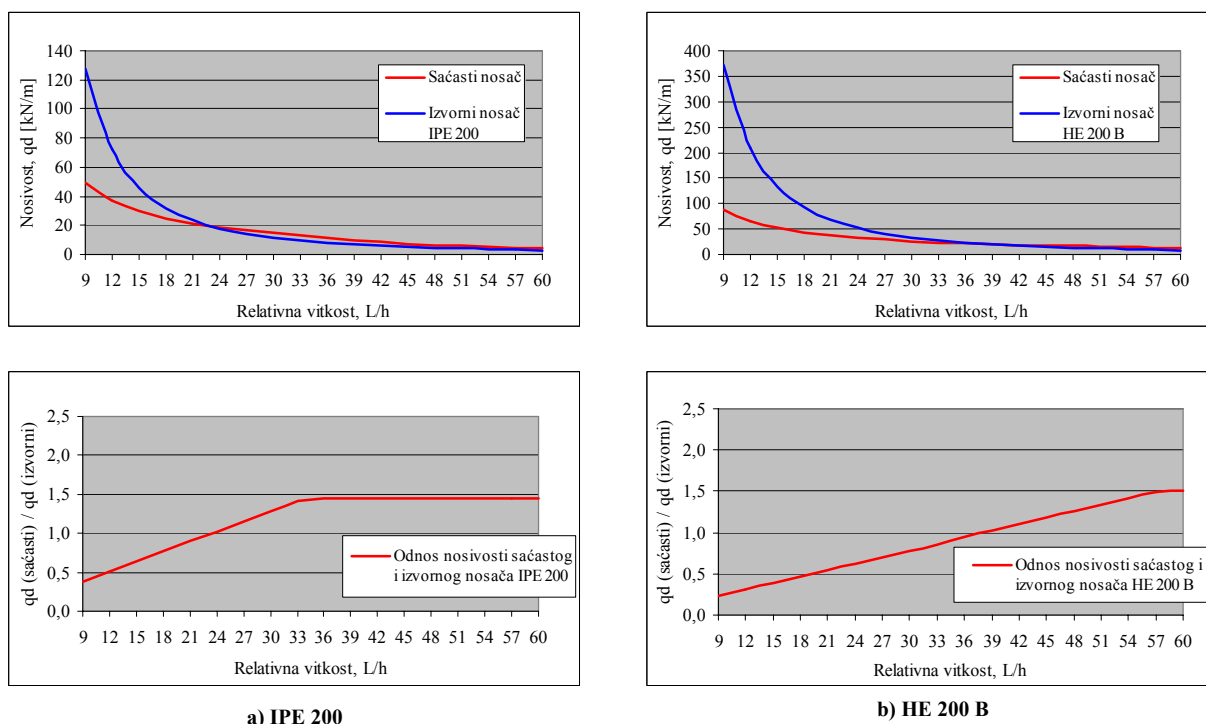 140
120
100
80
60
40
20
0
Nosivost, qd [kN/m]
Saćasti nosač
Izvorni nosač
IPE 200
9 12 15 18 21 24 27 30 33 36 39 42 45 48 51 54 57 60
Relativna vitkost, L/h
400
350
300
250
200
150
100
50
0
Nosivost, qd [kN/m]
Saćasti nosač
Izvorni nosač
HE 200 B
9 12 15 18 21 24 27 30 33 36 39 42 45 48 51 54 57 60
Relativna vitkost, L/h
2,5
2,0
1,5
1,0
0,5
0,0
qd (saćasti) / qd (izvorni)
Odnos nosivosti saćastog
i izvornog nosača IPE 200
9 12 15 18 21 24 27 30 33 36 39 42 45 48 51 54 57 60
Relativna vitkost, L/h
a) IPE 200
2,5
2,0
1,5
1,0
0,5
0,0
qd (saćasti) / qd (izvorni)
Odnos nosivosti saćastog i
izvornog nosača HE 200 B
9 12 15 18 21 24 27 30 33 36 39 42 45 48 51 54 57 60
Relativna vitkost, L/h
b) HE 200 B